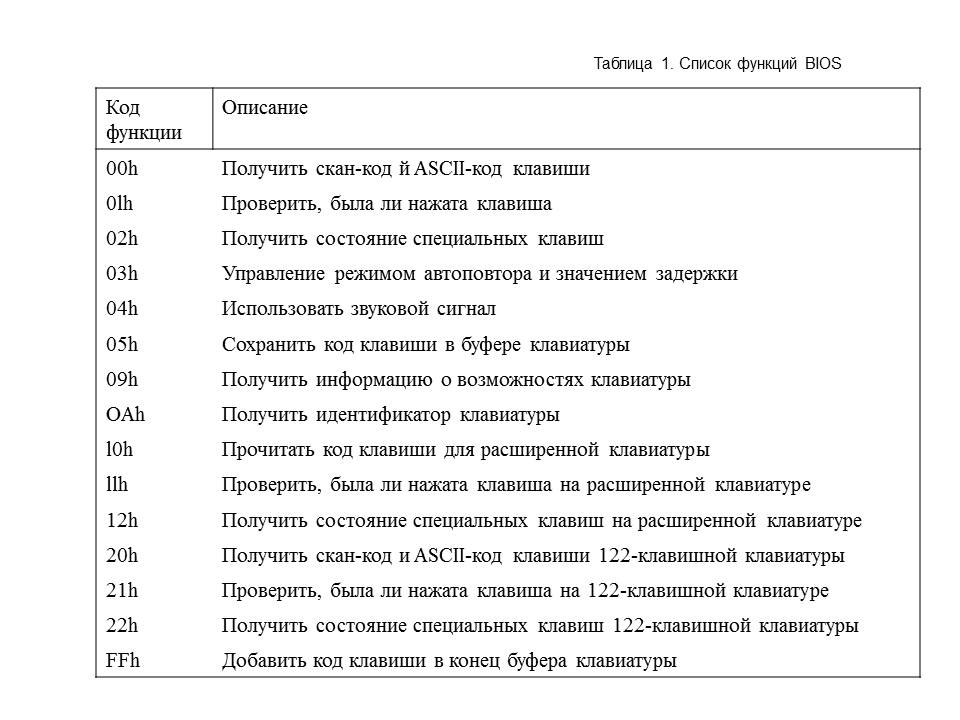 Таблица 1. Список функций BIOS
Код Описание
функции
00h Получить скан-код й ASCII-код клавиши
0lh Проверить, была ли нажата клавиша
02h Получить состояние специальных клавиш
03h Управление режимом автоповтора и значением задержки
04h Использовать звуковой сигнал
05h Сохранить код клавиши в буфере клавиатуры
09h Получить информацию о возможностях клавиатуры
OAh Получить идентификатор клавиатуры
l0h Прочитать код клавиши для расширенной клавиатуры
llh Проверить, была ли нажата клавиша на расширенной клавиатуре
12h Получить состояние специальных клавиш на расширенной клавиатуре
20h Получить скан-код и ASCII-код клавиши 122-клавишной клавиатуры
21h Проверить, была ли нажата клавиша на 122-клавишной клавиатуре
22h Получить состояние специальных клавиш 122-клавишной клавиатуры
FFh Добавить код клавиши в конец буфера клавиатуры